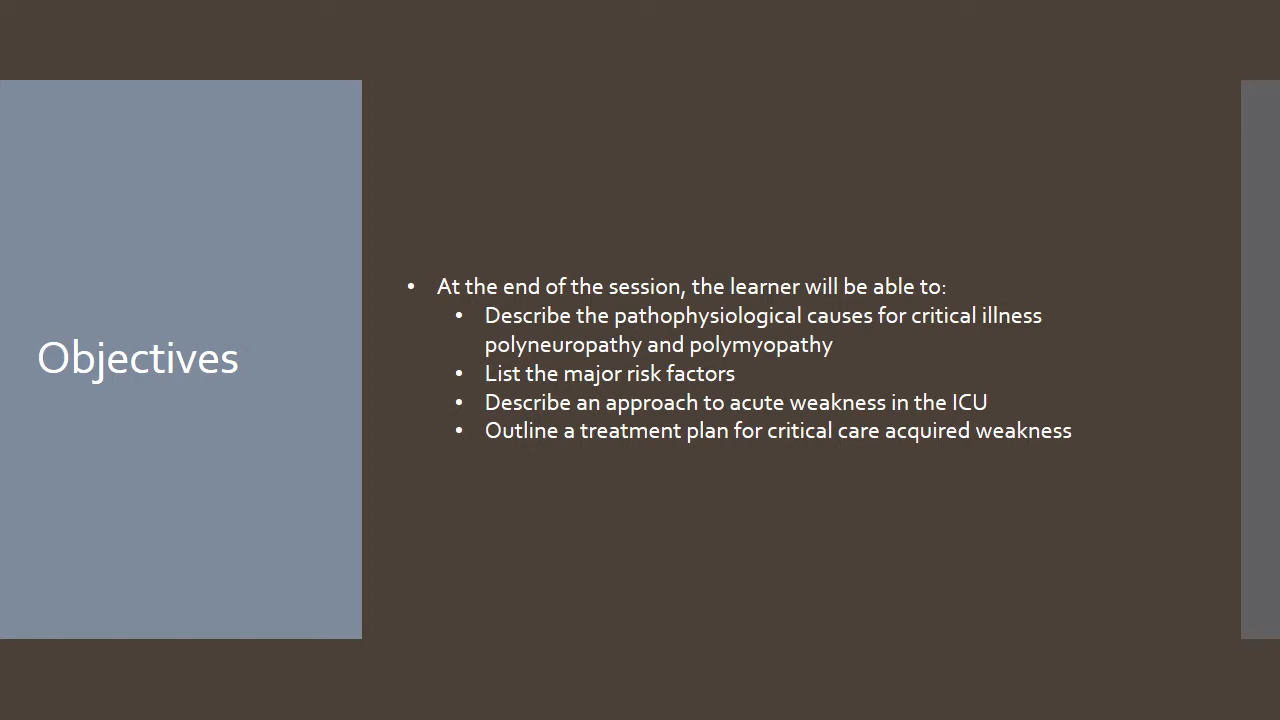 Objectives
• At the end of the session, the learner will be able to:
• Describe the pathophysiological causes for critical illness
polyneuropathy and polymyopathy
• List the major risk factors
• Describe an approach to acute weakness in the ICU
• Outline a treatment plan for critical care acquired weakness